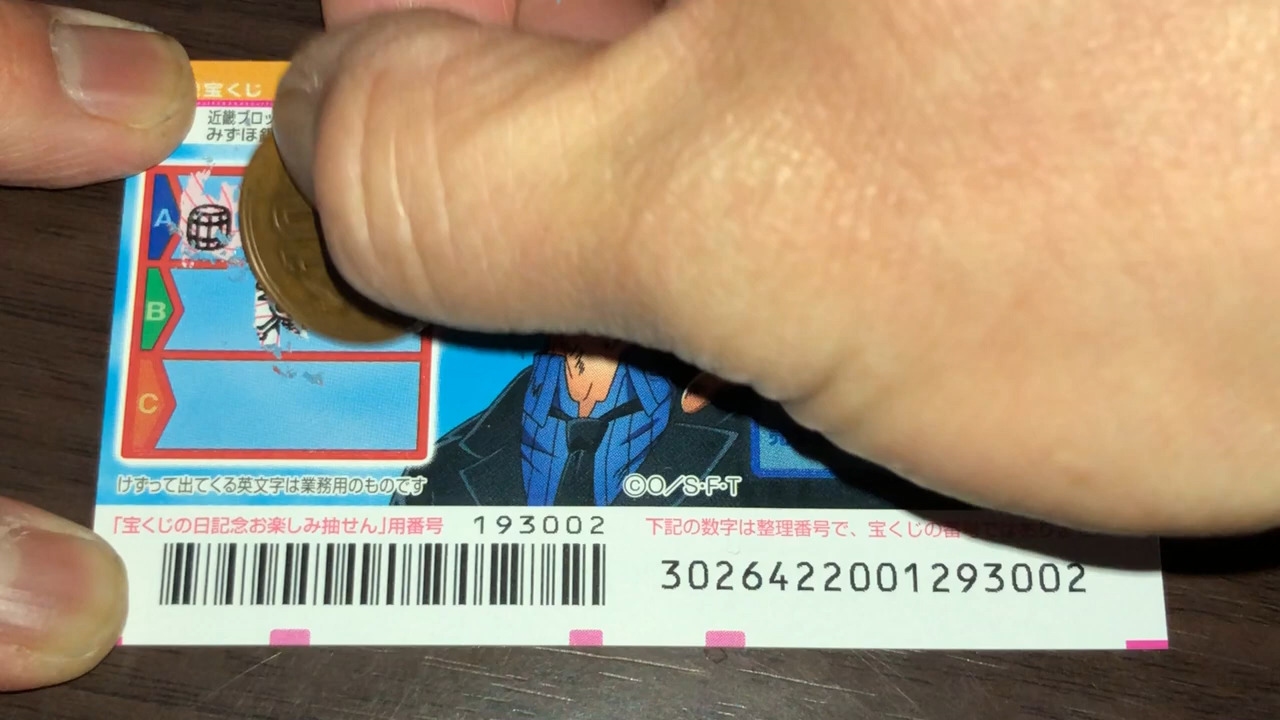 宝くじ
近畿ブロッ
みずほ
A
B
C
けずって出てくる英文字は業務用のものです
©O/S・F・T
「宝くじの日記念お楽しみ抽せん」用番号 193002
下記の数字は整理番号で、宝くじの番
30264220012930​02